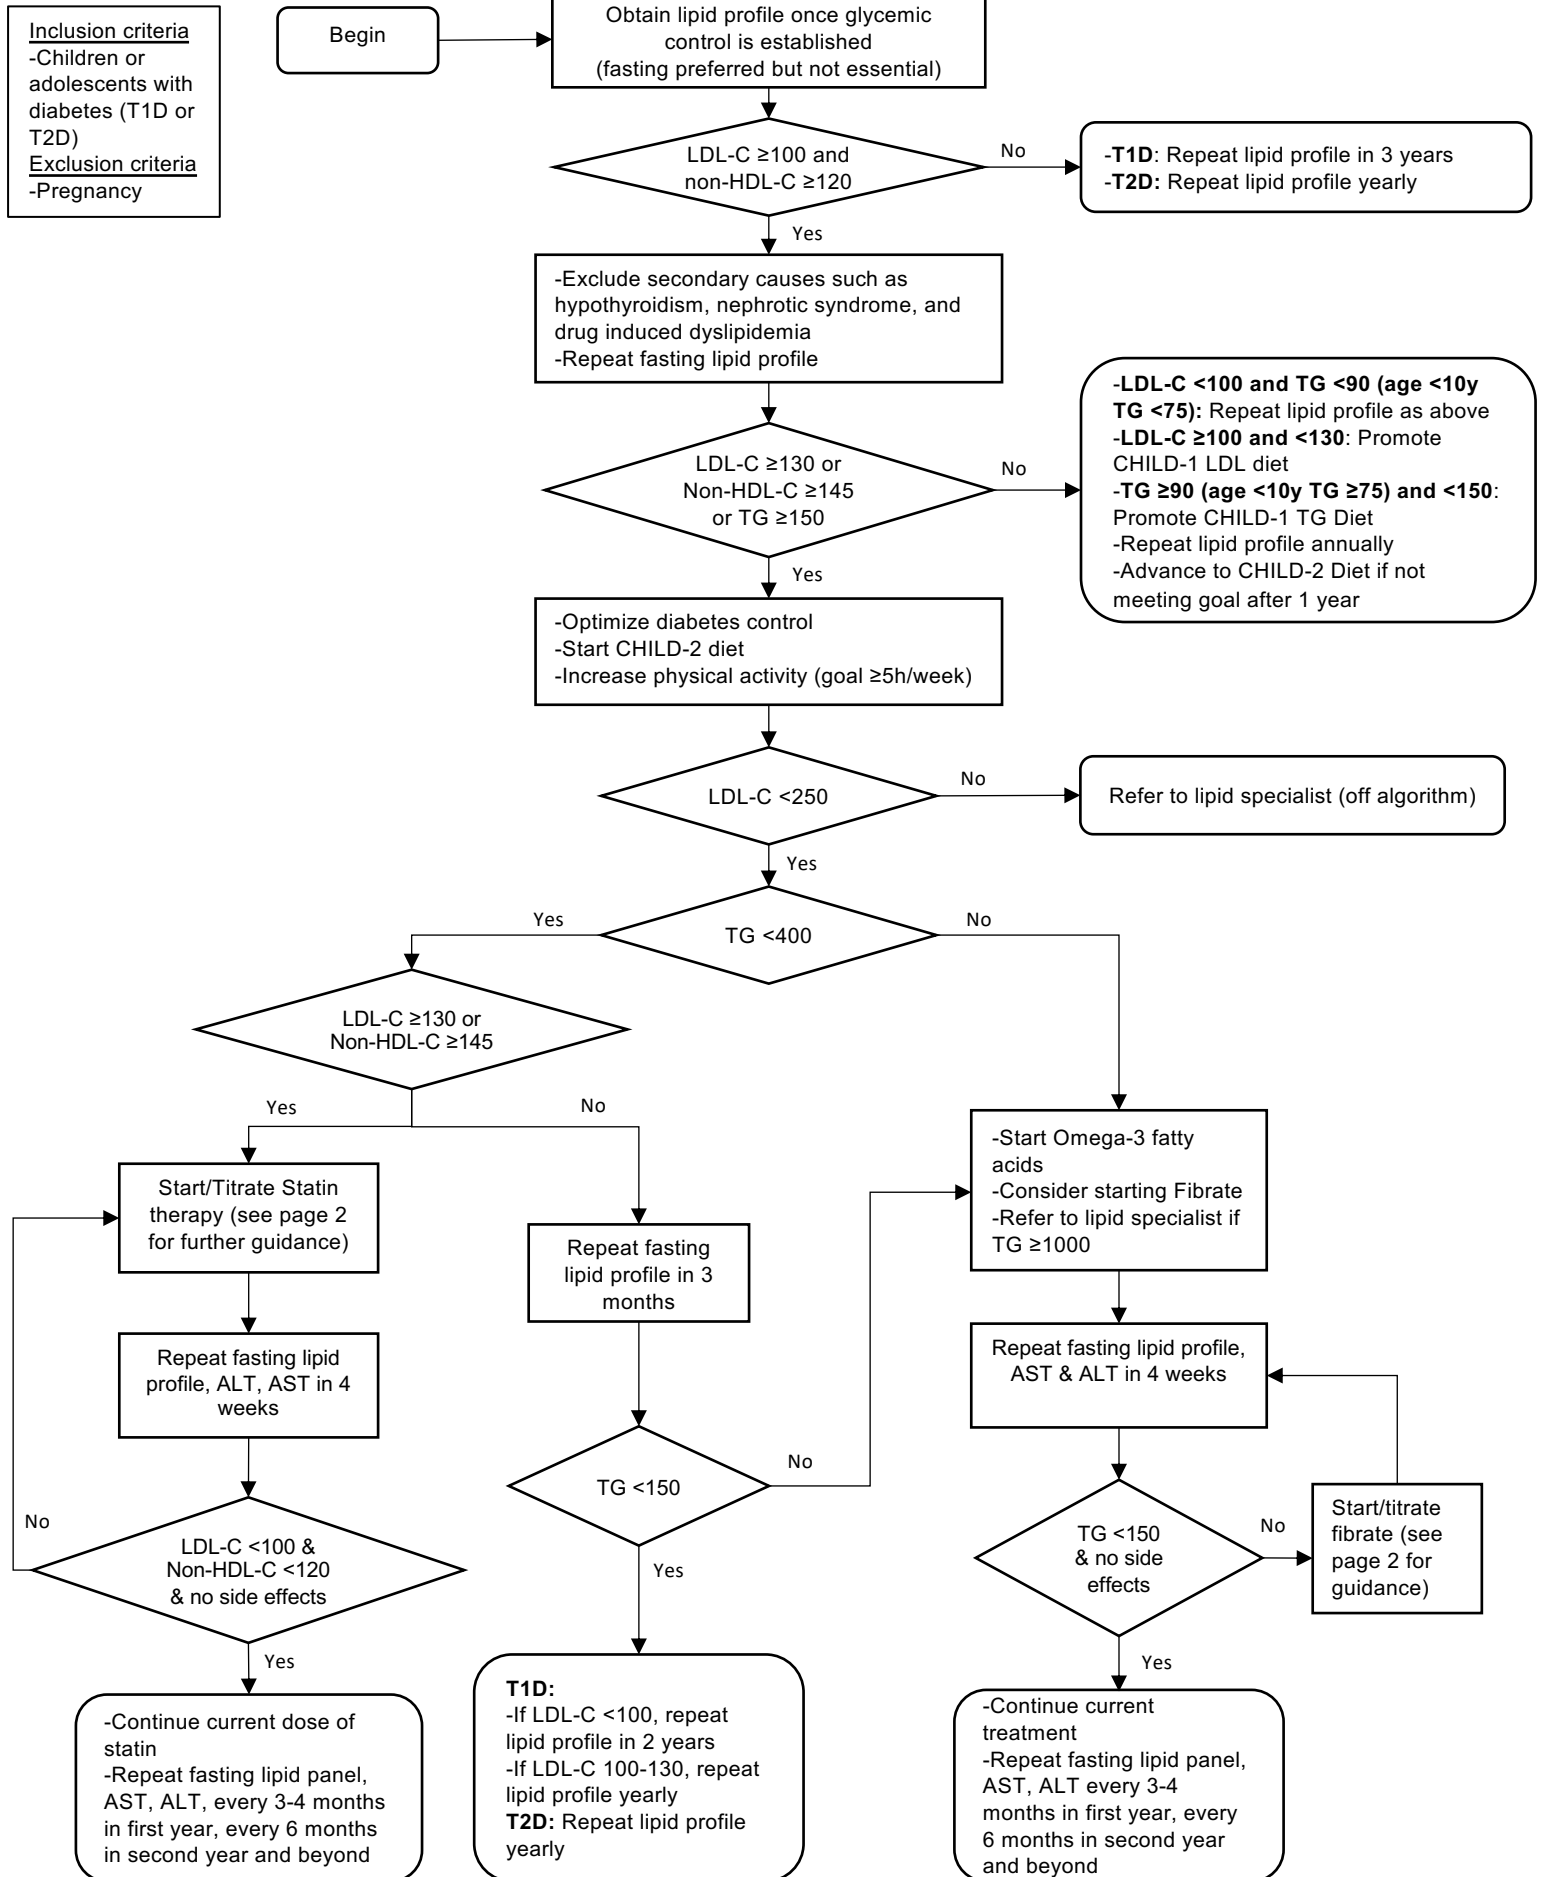 Inclusion criteria
-Children or
adolescents with
diabetes (T1D or
T2D)
Exclusion criteria
-Pregnancy
Begin
Obtain lipid profile once glycemic
control is established
(fasting preferred but not essential)
LDL-C ≥100 and
non-HDL-C ≥120
No
-T1D: Repeat lipid profile in 3 years
-T2D: Repeat lipid profile yearly
Yes
-Exclude secondary causes such as
hypothyroidism, nephrotic syndrome, and
drug induced dyslipidemia
-Repeat fasting lipid profile
LDL-C ≥130 or
Non-HDL-C ≥145
or TG ≥150
No
-LDL-C <100 and TG <90 (age <10y
TG <75): Repeat lipid profile as above
-LDL-C ≥100 and <130: Promote
CHILD-1 LDL diet
-TG ≥90 (age <10y TG ≥75) and <150:
Promote CHILD-1 TG Diet
-Repeat lipid profile annually
-Advance to CHILD-2 Diet if not
meeting goal after 1 year
Yes
-Optimize diabetes control
-Start CHILD-2 diet
-Increase physical activity (goal ≥5h/week)
LDL-C <250
No
Refer to lipid specialist (off algorithm)
Yes
TG <400
Yes
No
LDL-C ≥130 or
Non-HDL-C ≥145
Yes
No
Start/Titrate Statin
therapy (see page 2
for further guidance)
Repeat fasting lipid
profile, ALT, AST in 4
weeks
No
LDL-C <100 &
Non-HDL-C <120
& no side effects
Yes
-Continue current dose of
statin
-Repeat fasting lipid panel,
AST, ALT, every 3-4 months
in first year, every 6 months
in second year and beyond
Repeat fasting
lipid profile in 3
months
TG <150
No
Yes
T1D:
-If LDL-C <100, repeat
lipid profile in 2 years
-If LDL-C 100-130, repeat
lipid profile yearly
T2D: Repeat lipid profile
yearly
-Start Omega-3 fatty
acids
-Consider starting Fibrate
-Refer to lipid specialist if
TG ≥1000
Repeat fasting lipid profile,
AST & ALT in 4 weeks
TG <150
& no side
effects
No
Start/titrate
fibrate (see
page 2 for
guidance)
Yes
-Continue current
treatment
-Repeat fasting lipid panel,
AST, ALT every 3-4
months in first year, every
6 months in second year
and beyond